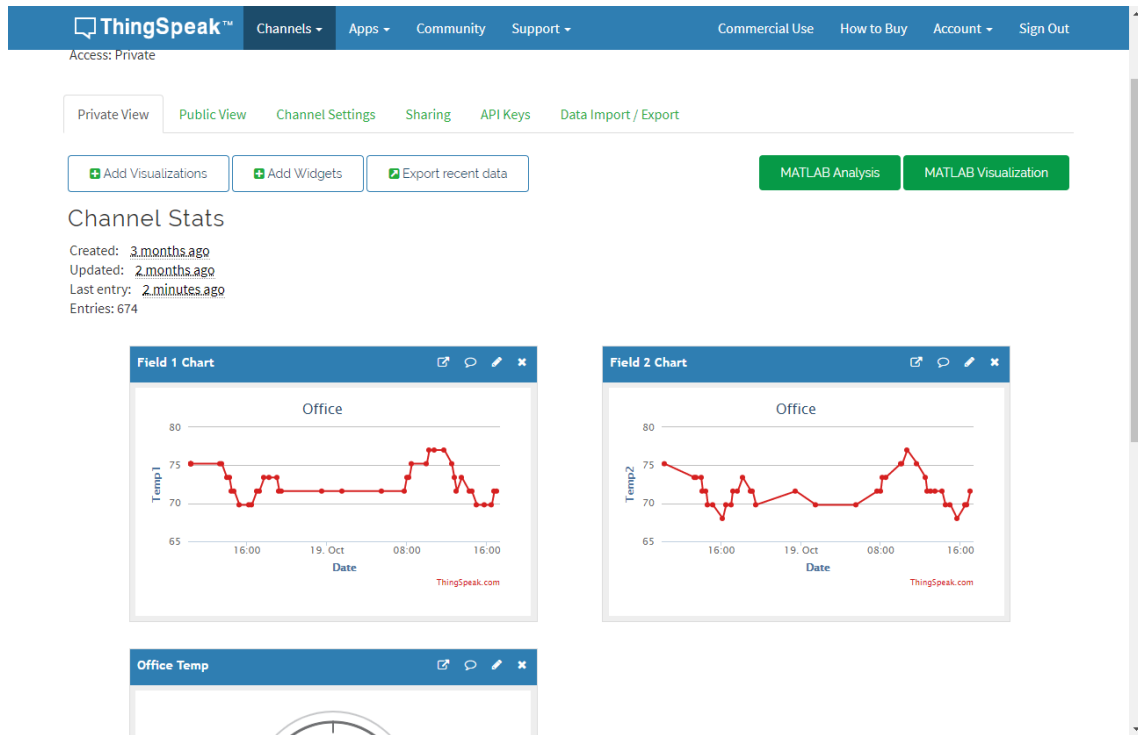 ThingSpeak™ Channels Apps Community Support Commercial Use How to Buy Account Sign Out
Access: Private
Private View Public View Channel Settings Sharing API Keys Data Import / Export
Add Visualizations Add Widgets Export recent data MATLAB Analysis MATLAB Visualization
Channel Stats
Created: 3 months ago
Updated: 2 months ago
Last entry: 2 minutes ago
Entries: 674
Field 1 Chart
Office
80
75
70
65
Temp1
16:00 19. Oct 08:00 16:00
Date
ThingSpeak.com
Field 2 Chart
Office
80
75
70
65
Temp2
16:00 19. Oct 08:00 16:00
Date
ThingSpeak.com
Office Temp